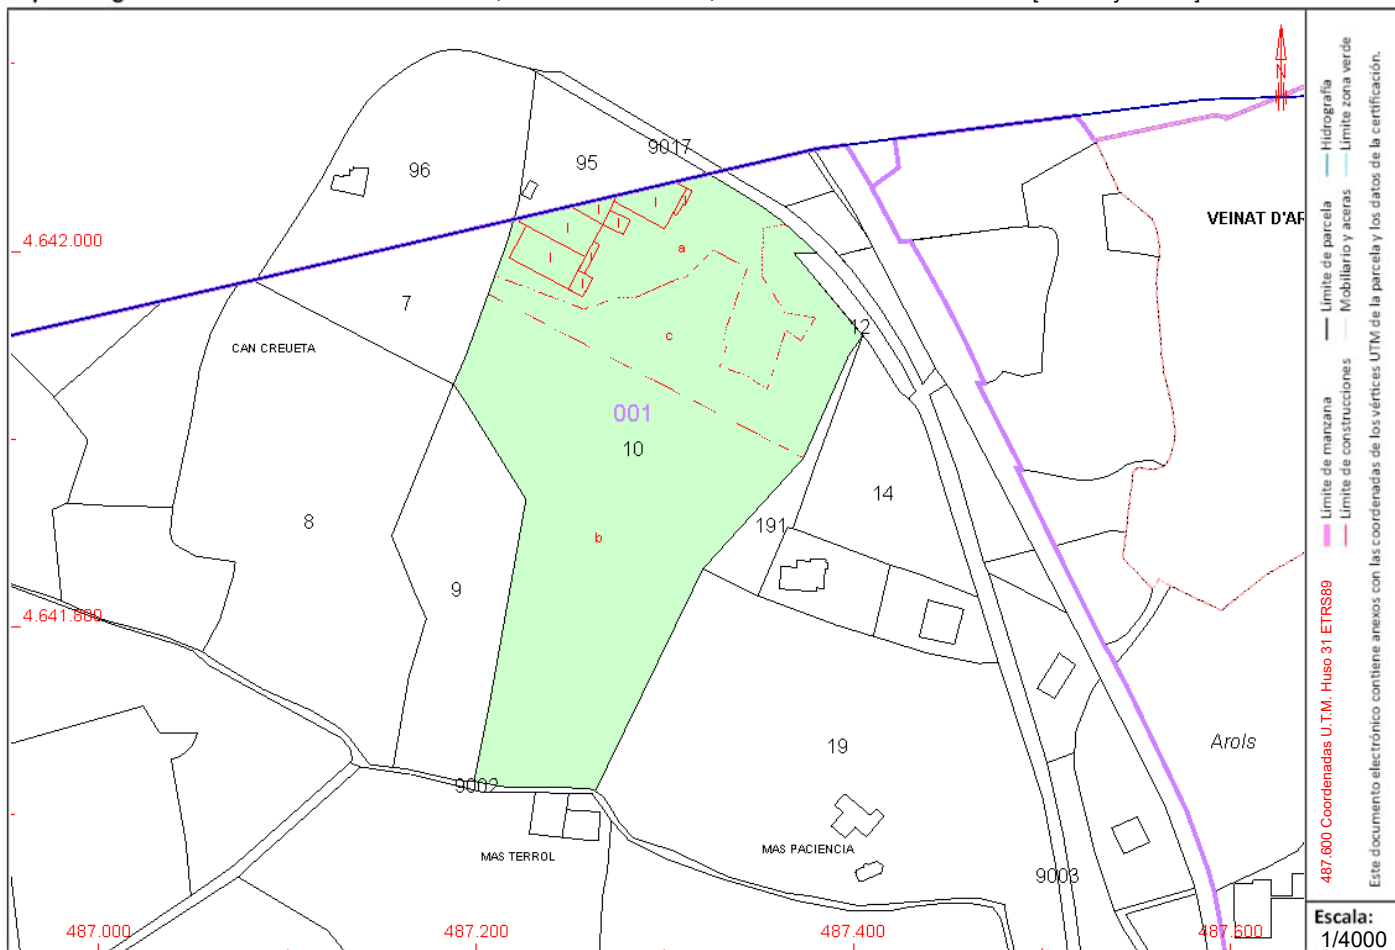 N
9017
96
95
VEINAT D'AR
4.642.000
I
I
I
I
I
I
I
a
7
12
CAN CREUETA
c
001
10
14
8
191
b
9
4.641.800
19
Arols
9002
MAS TERROL
MAS PACIENCIA
9003
487.000
487.200
487.400
487.600
487.600 Coordenadas U.T.M. Huso 31 ETRS89
Límite de manzana
Límite de parcela
Hidrografía
Límite de construcciones
Mobiliario y aceras
Límite zona verde
Este documento electrónico contiene anexos con las coordenadas de los vértices UTM de la parcela y los datos de la certificación.
Escala:
1/4000